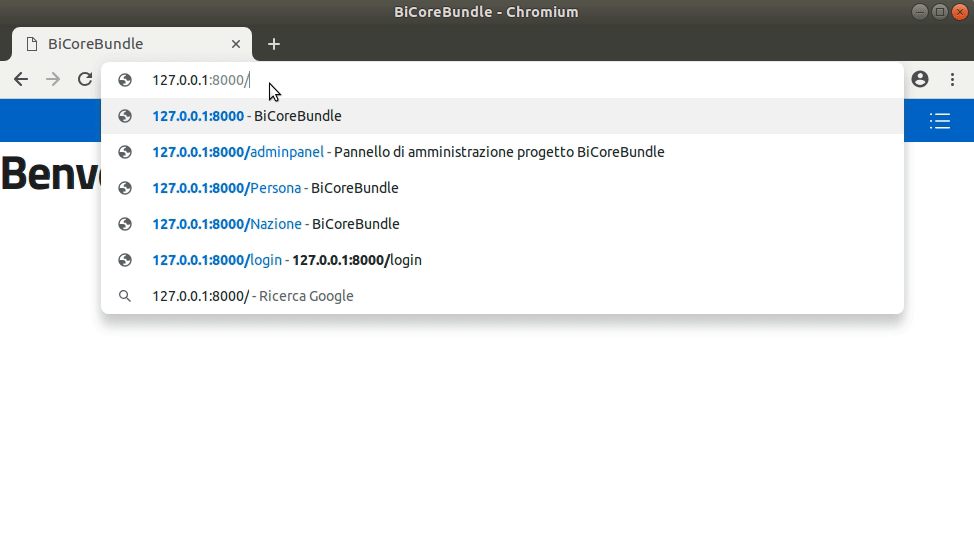 BiCoreBundle - Chromium
BiCoreBundle
127.0.0.1:8000/
127.0.0.1:8000 - BiCoreBundle
127.0.0.1:8000/adminpanel - Pannello di amministrazione progetto BiCoreBundle
127.0.0.1:8000/Persona - BiCoreBundle
127.0.0.1:8000/Nazione - BiCoreBundle
127.0.0.1:8000/login - 127.0.0.1:8000/login
127.0.0.1:8000/ - Ricerca Google